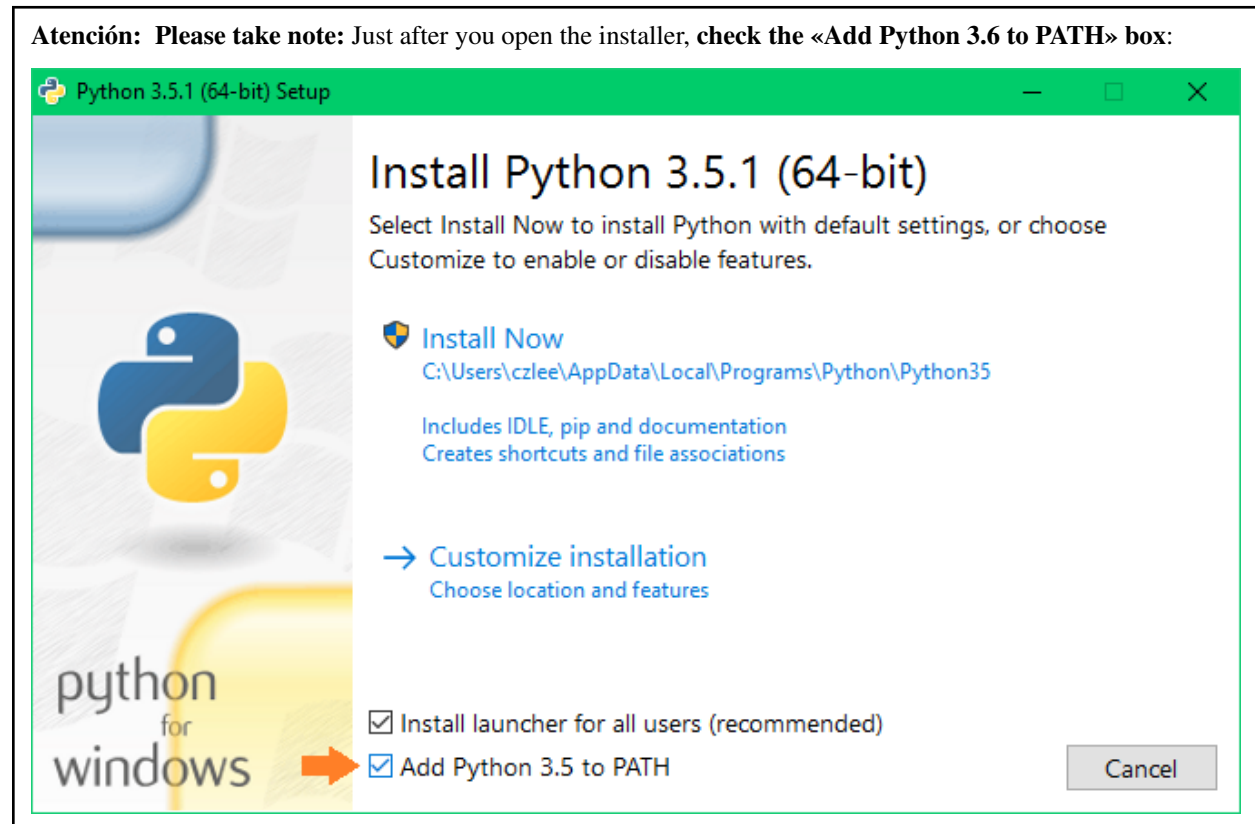 Atención: Please take note: Just after you open the installer, check the «Add Python 3.6 to PATH» box:
Python 3.5.1 (64-bit) Setup
Install Python 3.5.1 (64-bit)
Select Install Now to install Python with default settings, or choose
Customize to enable or disable features.
Install Now
C:\Users\czlee\AppData\Local\Programs\Python\Python35
Includes IDLE, pip and documentation
Creates shortcuts and file associations
Customize installation
Choose location and features
python
for
windows
Install launcher for all users (recommended)
Add Python 3.5 to PATH
Cancel